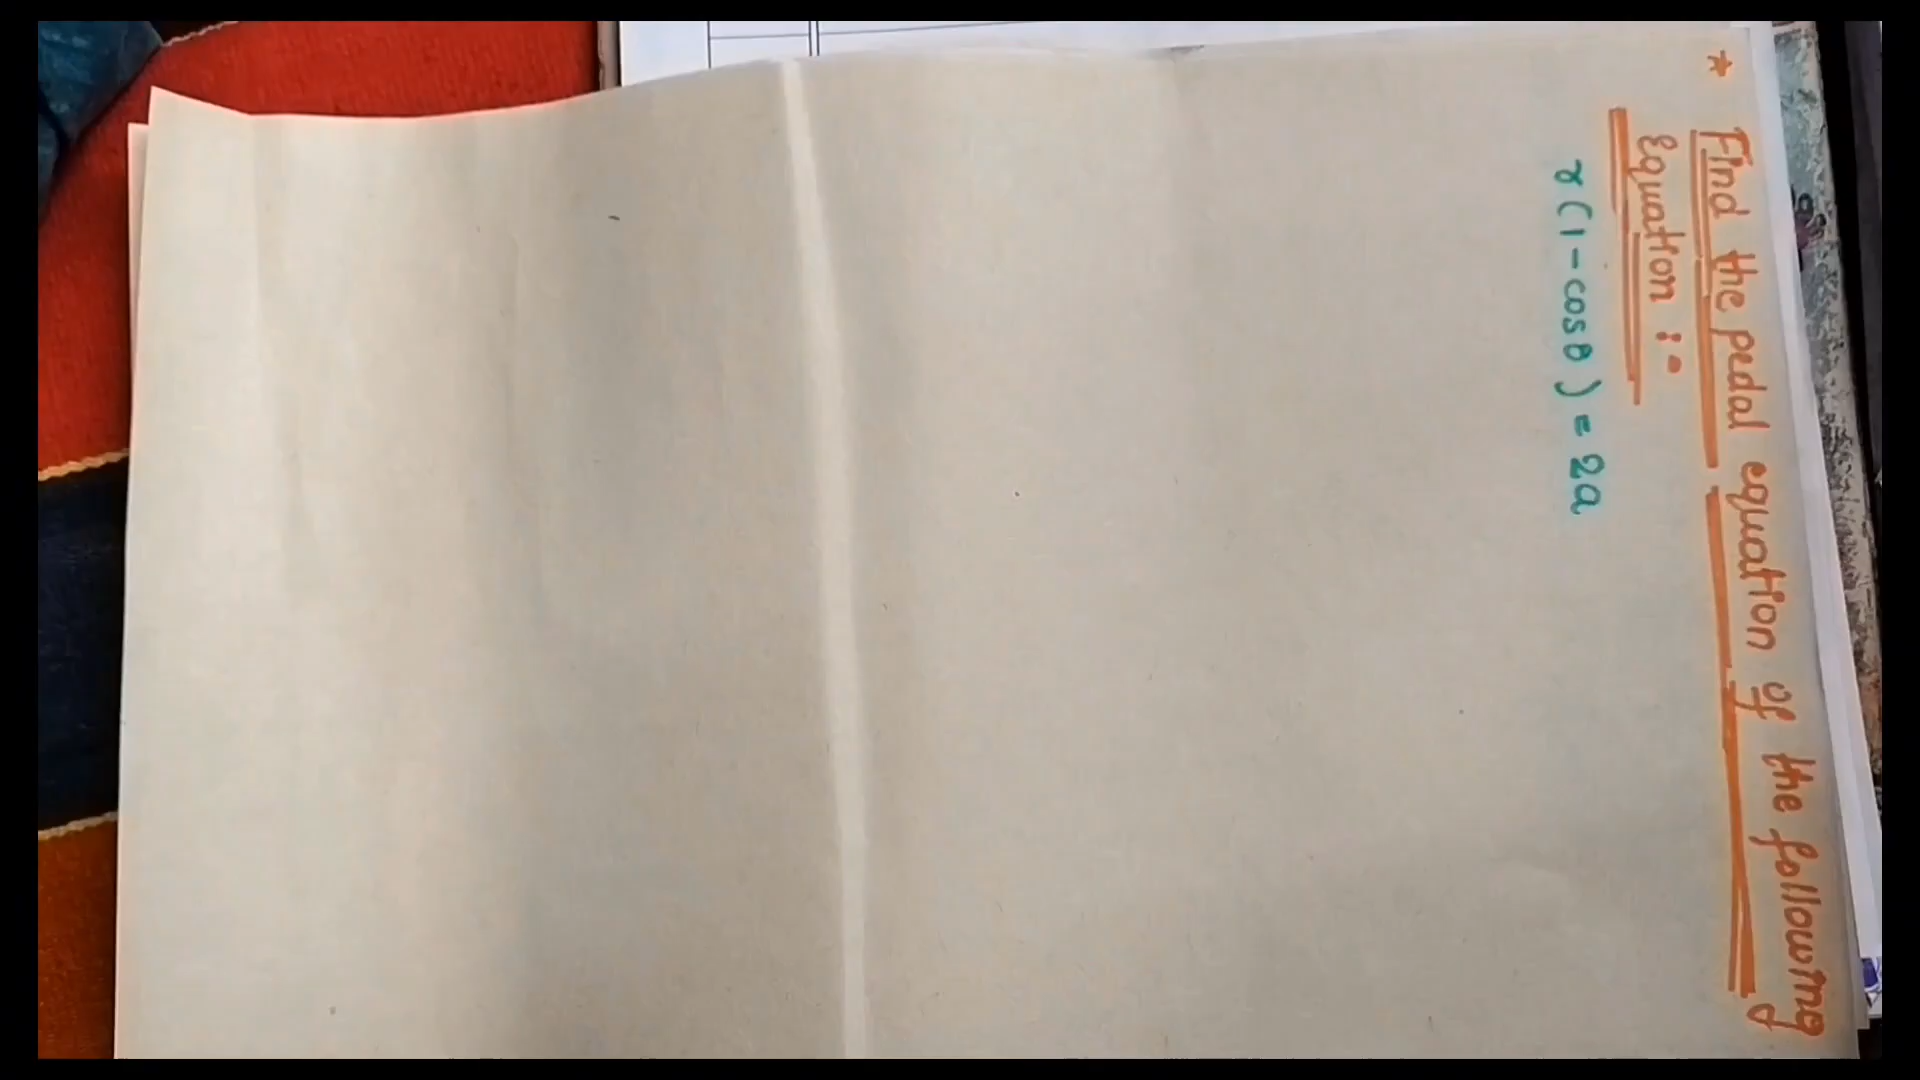 * Find the pedal equation of the following
Equation :-
r(1-cosθ) = 2a